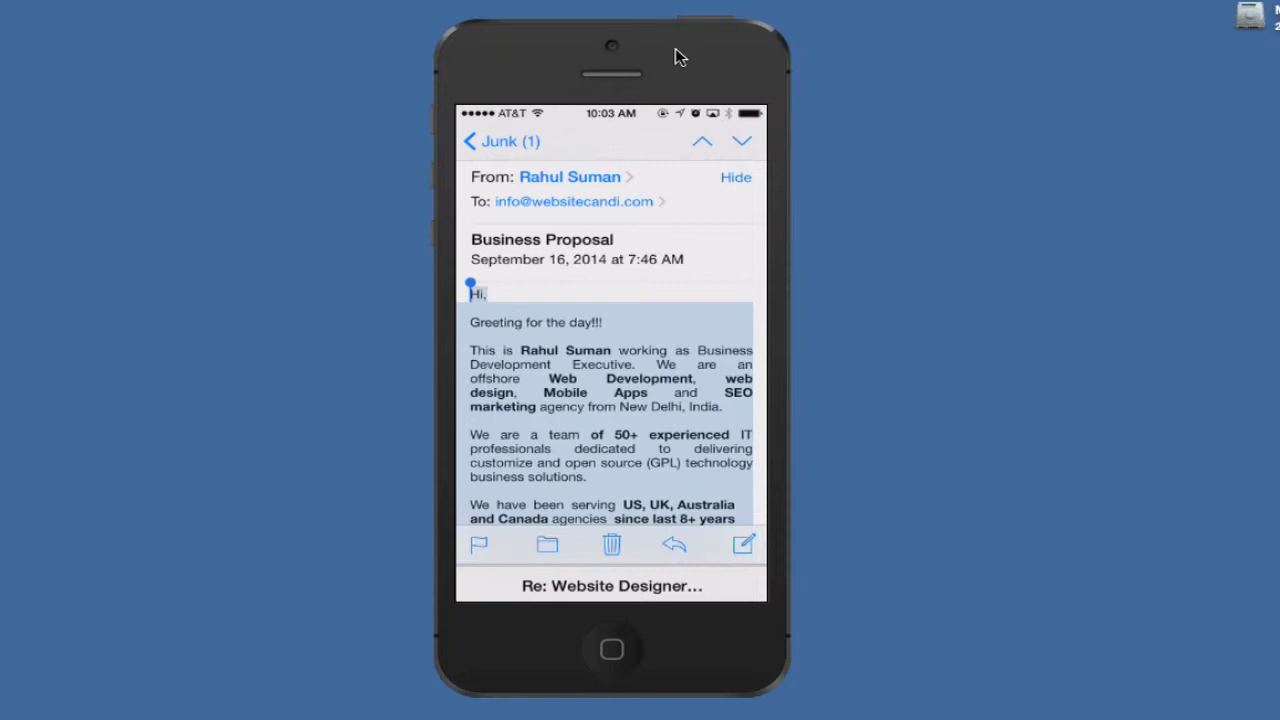 AT&T 10:03 AM
Junk (1)
From: Rahul Suman Hide
To: info@websitecandi.com
Business Proposal
September 16, 2014 at 7:46 AM
Hi,
Greeting for the day!!!
This is Rahul Suman working as Business
Development Executive. We are an
offshore Web Development, web
design, Mobile Apps and SEO
marketing agency from New Delhi, India.
We are a team of 50+ experienced IT
professionals dedicated to delivering
customize and open source (GPL) technology
business solutions.
We have been serving US, UK, Australia
and Canada agencies since last 8+ years
Re: Website Designer...